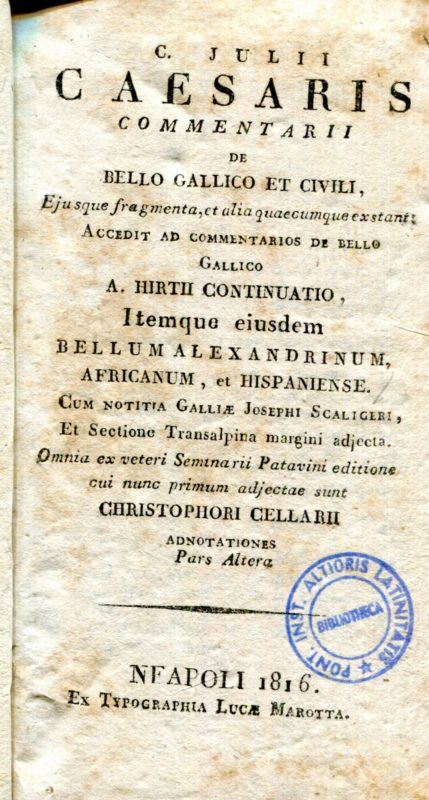 C. JULII
CAESARIS
COMMENTARII
DE
BELLO GALLICO ET CIVILI,
Ejusque fragmenta, et alia quaecumque exstant:
ACCEDIT AD COMMENTARIOS DE BELLO
GALLICO
A. HIRTII CONTINUATIO,
Itemque eiusdem
BELLUM ALEXANDRINUM,
AFRICANUM, et HISPANIENSE.
CUM NOTITIA GALLIÆ JOSEPHI SCALIGERI,
Et Sectione Transalpina margini adjecta.
Omnia ex veteri Seminarii Patavini editione
cui nunc primum adjectae sunt
CHRISTOPHORI CELLARII
ADNOTATIONES
Pars Altera
PONT. INST. ALTIORIS LATINITATIS
BIBLIOTHECA
NEAPOLI 1816.
EX TYPOGRAPHIA LUCÆ MAROTTA.